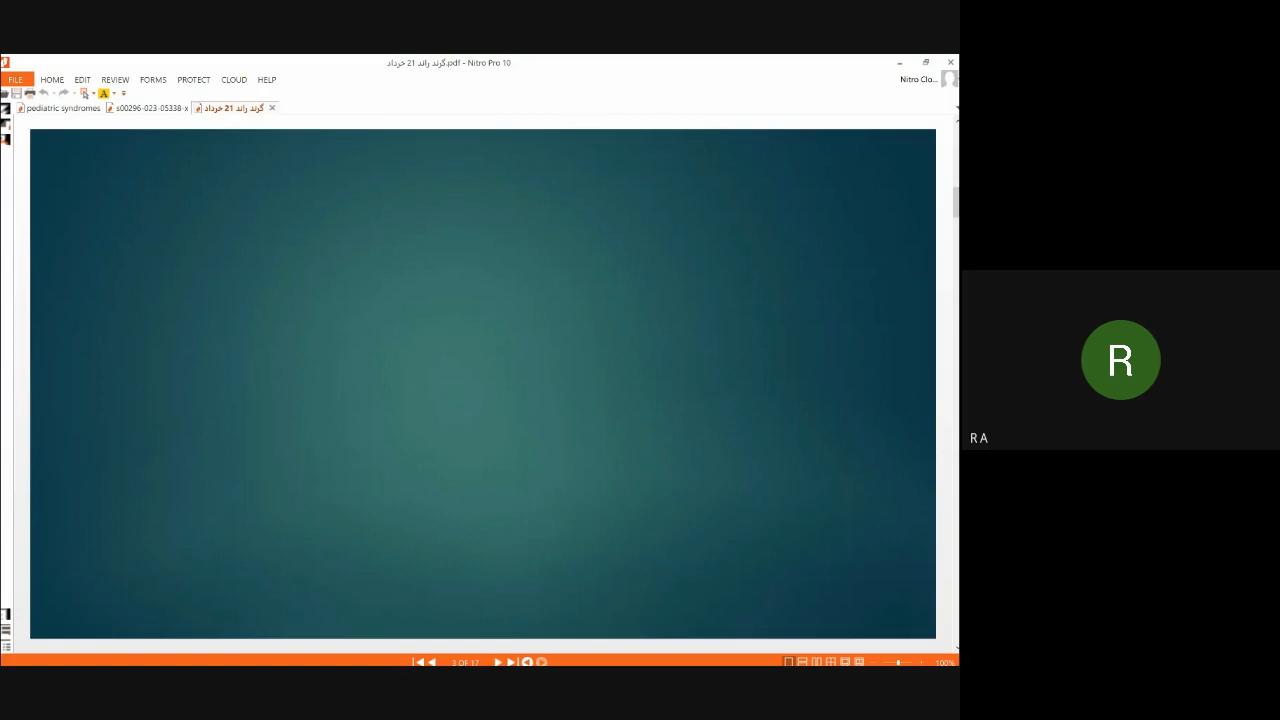 گرند راند 21 خرداد.pdf - Nitro Pro 10
FILE HOME EDIT REVIEW FORMS PROTECT CLOUD HELP
Nitro Clo...
A
pediatric syndromes s00296-023-05338-x گرند راند 21 خرداد
R
R A
3 OF 17
100%